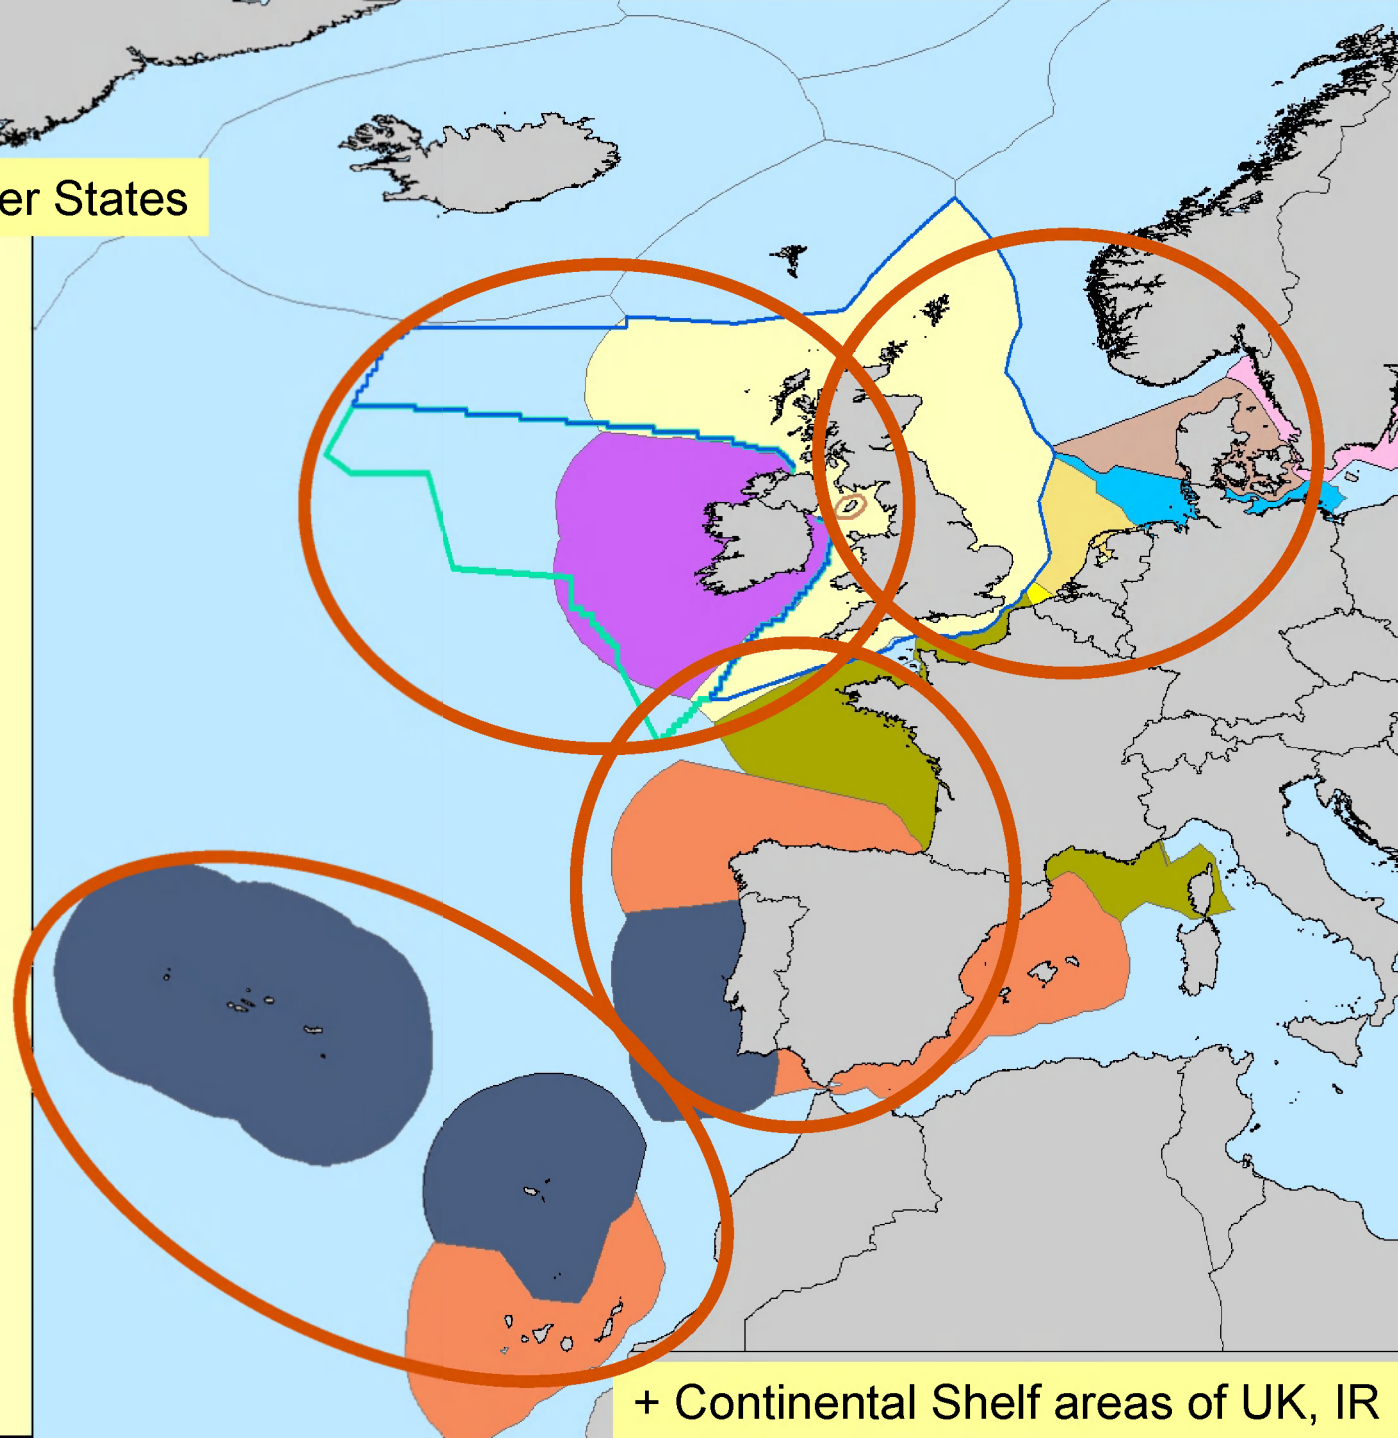 er States
+ Continental Shelf areas of UK, IR